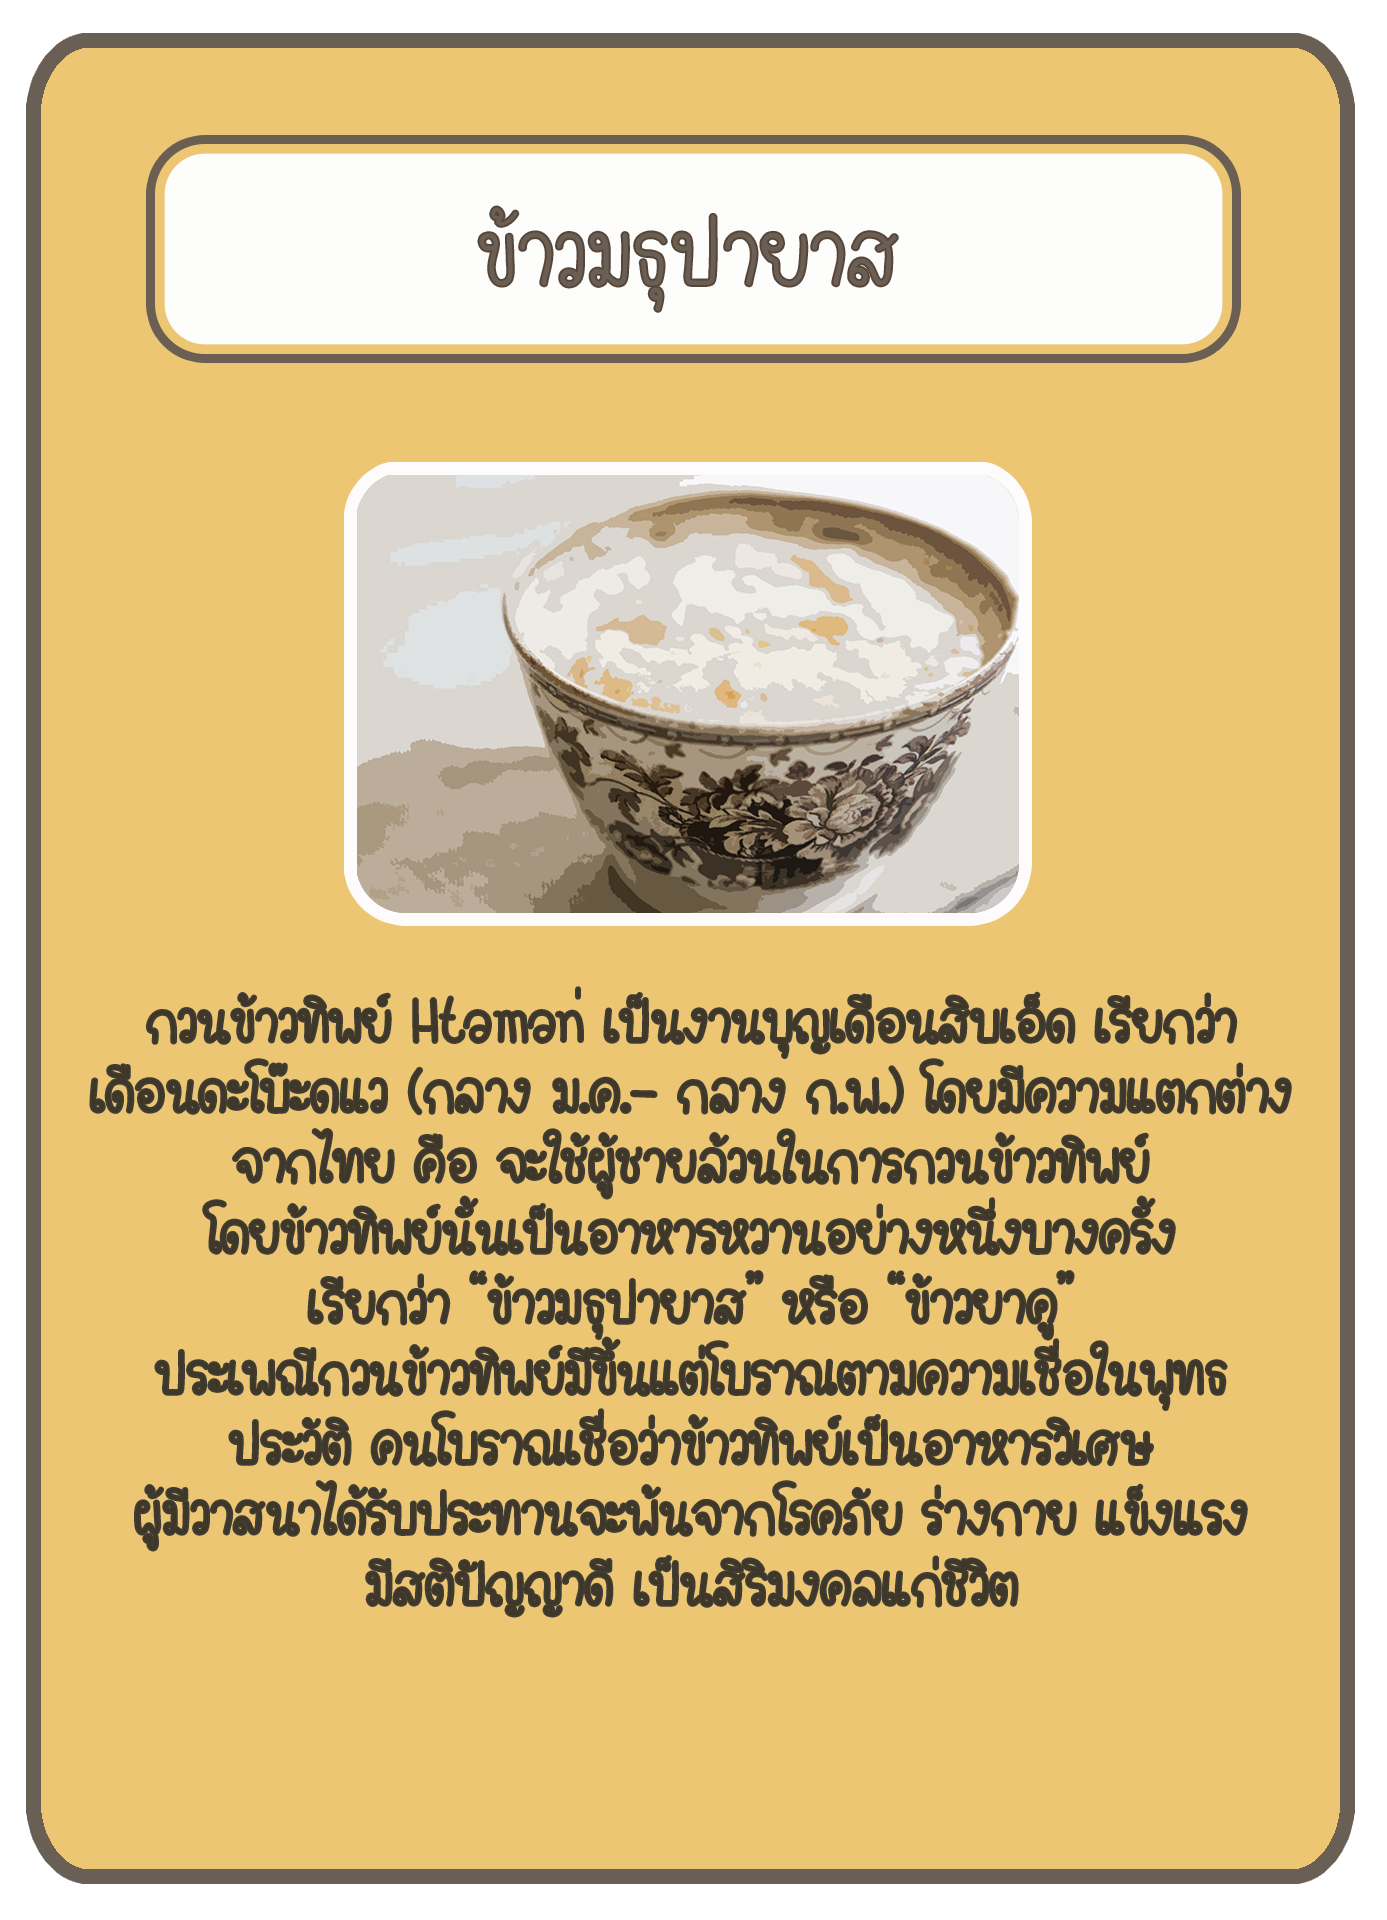 ข้าวมธุปายาส
กวนข้าวทิพย์ Htaman่ เป็นงานบุญเดือนสิบเอ็ด เรียกว่า
เดือนดะโบ๊ะดแว (กลาง ม.ค.- กลาง ก.พ.) โดยมีความแตกต่าง
จากไทย คือ จะใช้ผู้ชายล้วนในการกวนข้าวทิพย์
โดยข้าวทิพย์นั้นเป็นอาหารหวานอย่างหนึ่งบางครั้ง
เรียกว่า “ข้าวมธุปายาส” หรือ “ข้าวยาคู”
ประเพณีกวนข้าวทิพย์มีขึ้นแต่โบราณตามความเชื่อในพุทธ
ประวัติ คนโบราณเชื่อว่าข้าวทิพย์เป็นอาหารวิเศษ
ผู้มีวาสนาได้รับประทานจะพ้นจากโรคภัย ร่างกาย แข็งแรง
มีสติปัญญาดี เป็นสิริมงคลแก่ชีวิต